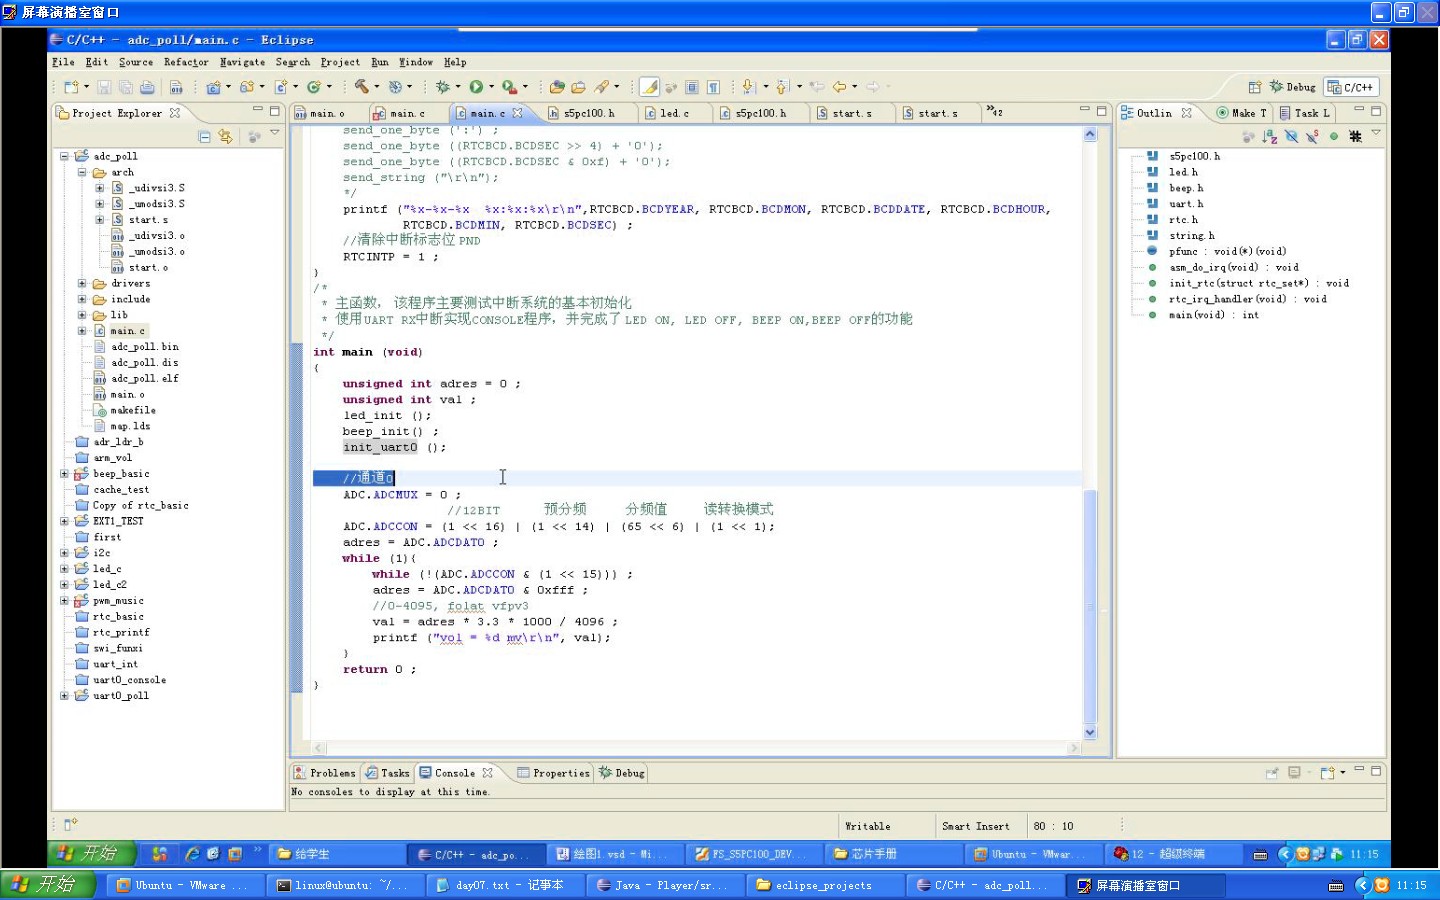 屏幕演播室窗口
C/C++ - adc_poll/main.c - Eclipse
File Edit Source Refactor Navigate Search Project Run Window Help
Debug C/C++
Project Explorer
main.o main.c main.c s5pc100.h led.c s5pc100.h start.s start.s »42
Outlin Make T Task L
adc_poll
arch
_udivsi3.S
_umodsi3.S
start.s
_udivsi3.o
_umodsi3.o
start.o
drivers
include
lib
main.c
adc_poll.bin
adc_poll.dis
adc_poll.elf
main.o
makefile
map.lds
adr_ldr_b
arm_vol
beep_basic
cache_test
Copy of rtc_basic
EXT1_TEST
first
i2c
led_c
led_c2
pwm_music
rtc_basic
rtc_printf
swi_funxi
uart_int
uart0_console
uart0_poll
send_one_byte (':') ;
send_one_byte ((RTCBCD.BCDSEC >> 4) + '0');
send_one_byte ((RTCBCD.BCDSEC & 0xf) + '0');
send_string ("\r\n");
*/
printf ("%x-%x-%x  %x:%x:%x\r\n",RTCBCD.BCDYEAR, RTCBCD.BCDMON, RTCBCD.BCDDATE, RTCBCD.BCDHOUR,
RTCBCD.BCDMIN, RTCBCD.BCDSEC) ;
//清除中断标志位 PND
RTCINTP = 1 ;
}
/*
* 主函数， 该程序主要测试中断系统的基本初始化
* 使用UART RX中断实现CONSOLE程序，并完成了 LED ON, LED OFF, BEEP ON,BEEP OFF的功能
*/
int main (void)
{
unsigned int adres = 0 ;
unsigned int val ;
led_init ();
beep_init() ;
init_uart0 ();
//通道0
ADC.ADCMUX = 0 ;
//12BIT 预分频 分频值 读转换模式
ADC.ADCCON = (1 << 16) | (1 << 14) | (65 << 6) | (1 << 1);
adres = ADC.ADCDAT0 ;
while (1){
while (!(ADC.ADCCON & (1 << 15))) ;
adres = ADC.ADCDAT0 & 0xfff ;
//0-4095, folat vfpv3
val = adres * 3.3 * 1000 / 4096 ;
printf ("vol = %d mv\r\n", val);
}
return 0 ;
}
s5pc100.h
led.h
beep.h
uart.h
rtc.h
string.h
pfunc : void(*)(void)
asm_do_irq(void) : void
init_rtc(struct rtc_set*) : void
rtc_irq_handler(void) : void
main(void) : int
Problems Tasks Console Properties Debug
No consoles to display at this time.
Writable Smart Insert 80 : 10
开始 给学生 C/C++ - adc_po... 绘图1.vsd - Mi... FS_S5PC100_DEV... 芯片手册 Ubuntu - VMwar... 12 - 超级终端 11:15
开始 Ubuntu - VMware ... linux@ubuntu: ~/... day07.txt - 记事本 Java - Player/sr... eclipse_projects C/C++ - adc_poll... 屏幕演播室窗口 11:15